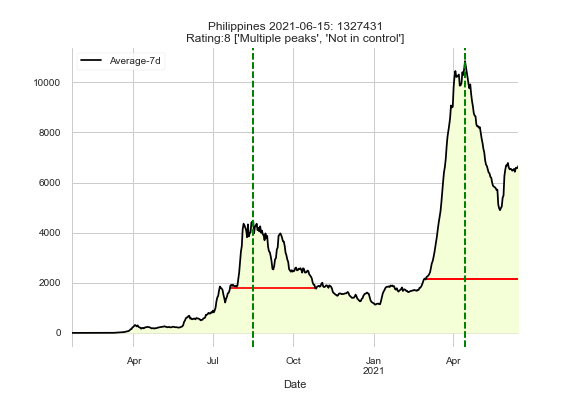 Philippines 2021-06-15: 1327431
Rating:8 ['Multiple peaks', 'Not in control']
Average-7d
10000
8000
6000
4000
2000
0
Apr
Jul
Oct
Jan
2021
Apr
Date